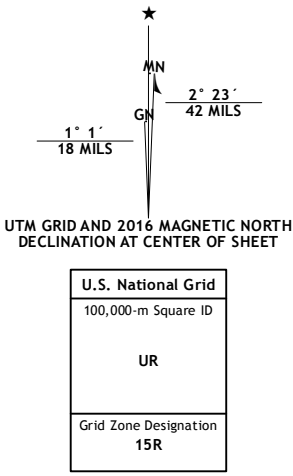 ★
MN
2° 23´
42 MILS
GN
1° 1´
18 MILS
UTM GRID AND 2016 MAGNETIC NORTH
DECLINATION AT CENTER OF SHEET
U.S. National Grid
100,000-m Square ID
UR
Grid Zone Designation
15R